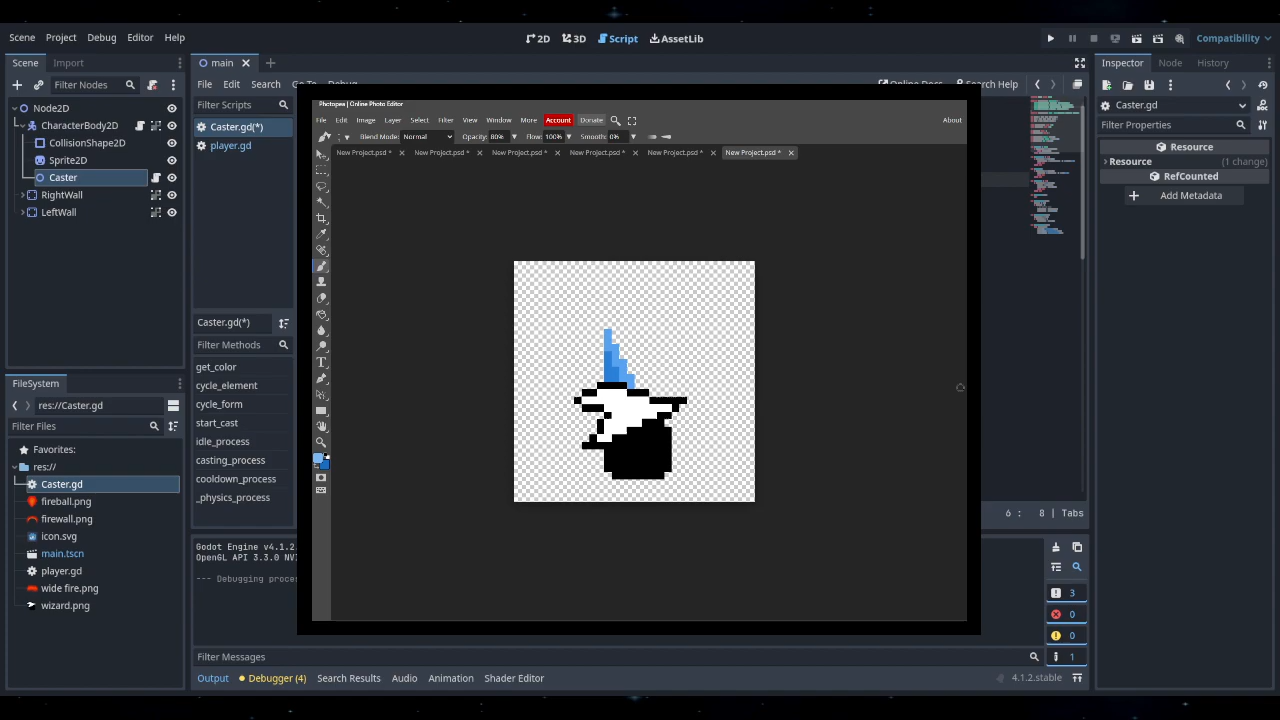 Scene Project Debug Editor Help
2D 3D Script AssetLib
Compatibility
Scene Import
Filter Nodes
Node2D
CharacterBody2D
CollisionShape2D
Sprite2D
Caster
RightWall
LeftWall
FileSystem
res://Caster.gd
Filter Files
Favorites:
res://
Caster.gd
fireball.png
firewall.png
icon.svg
main.tscn
player.gd
wide fire.png
wizard.png
main
File Edit Search Go To Debug
Online Docs Search Help
Filter Scripts
Caster.gd(*)
player.gd
Caster.gd(*)
Filter Methods
get_color
cycle_element
cycle_form
start_cast
idle_process
casting_process
cooldown_process
_physics_process
6 : 8 | Tabs
Godot Engine v4.1.2.
OpenGL API 3.3.0 NV
--- Debugging proces
3
0
0
1
Filter Messages
Output Debugger (4) Search Results Audio Animation Shader Editor
4.1.2.stable
Photopea | Online Photo Editor
File Edit Image Layer Select Filter View Window More Account Donate About
Blend Mode: Normal Opacity: 80% Flow: 100% Smooth: 0%
New Project.psd * New Project.psd * New Project.psd * New Project.psd * New Project.psd * New Project.psd *
Inspector Node History
Caster.gd
Filter Properties
Resource
Resource (1 change)
RefCounted
Add Metadata